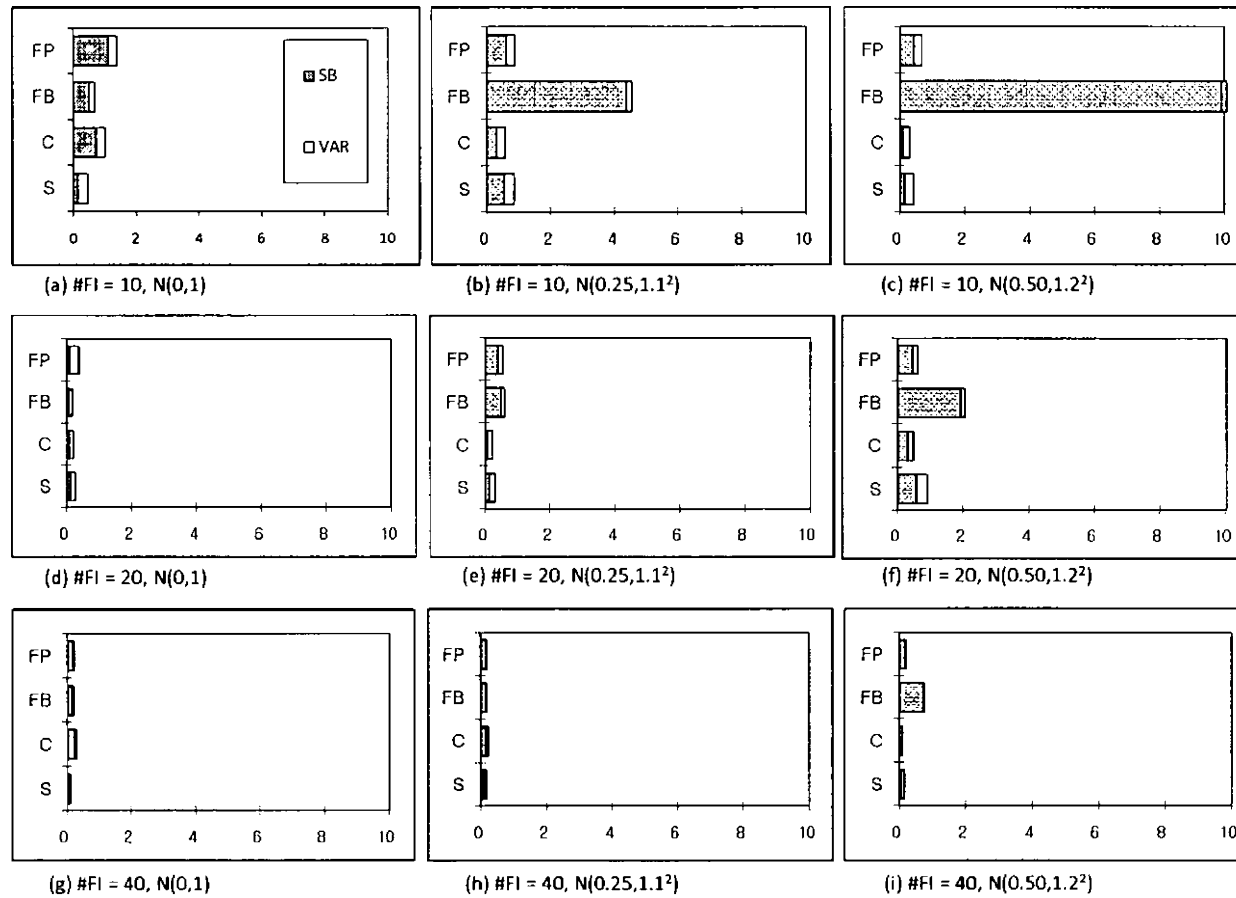 FP
FB
C
S
SB
VAR
0 2 4 6 8 10
(a) #FI = 10, N(0,1)
FP
FB
C
S
0 2 4 6 8 10
(b) #FI = 10, N(0.25,1.1²)
FP
FB
C
S
0 2 4 6 8 10
(c) #FI = 10, N(0.50,1.2²)
FP
FB
C
S
0 2 4 6 8 10
(d) #FI = 20, N(0,1)
FP
FB
C
S
0 2 4 6 8 10
(e) #FI = 20, N(0.25,1.1²)
FP
FB
C
S
0 2 4 6 8 10
(f) #FI = 20, N(0.50,1.2²)
FP
FB
C
S
0 2 4 6 8 10
(g) #FI = 40, N(0,1)
FP
FB
C
S
0 2 4 6 8 10
(h) #FI = 40, N(0.25,1.1²)
FP
FB
C
S
0 2 4 6 8 10
(i) #FI = 40, N(0.50,1.2²)